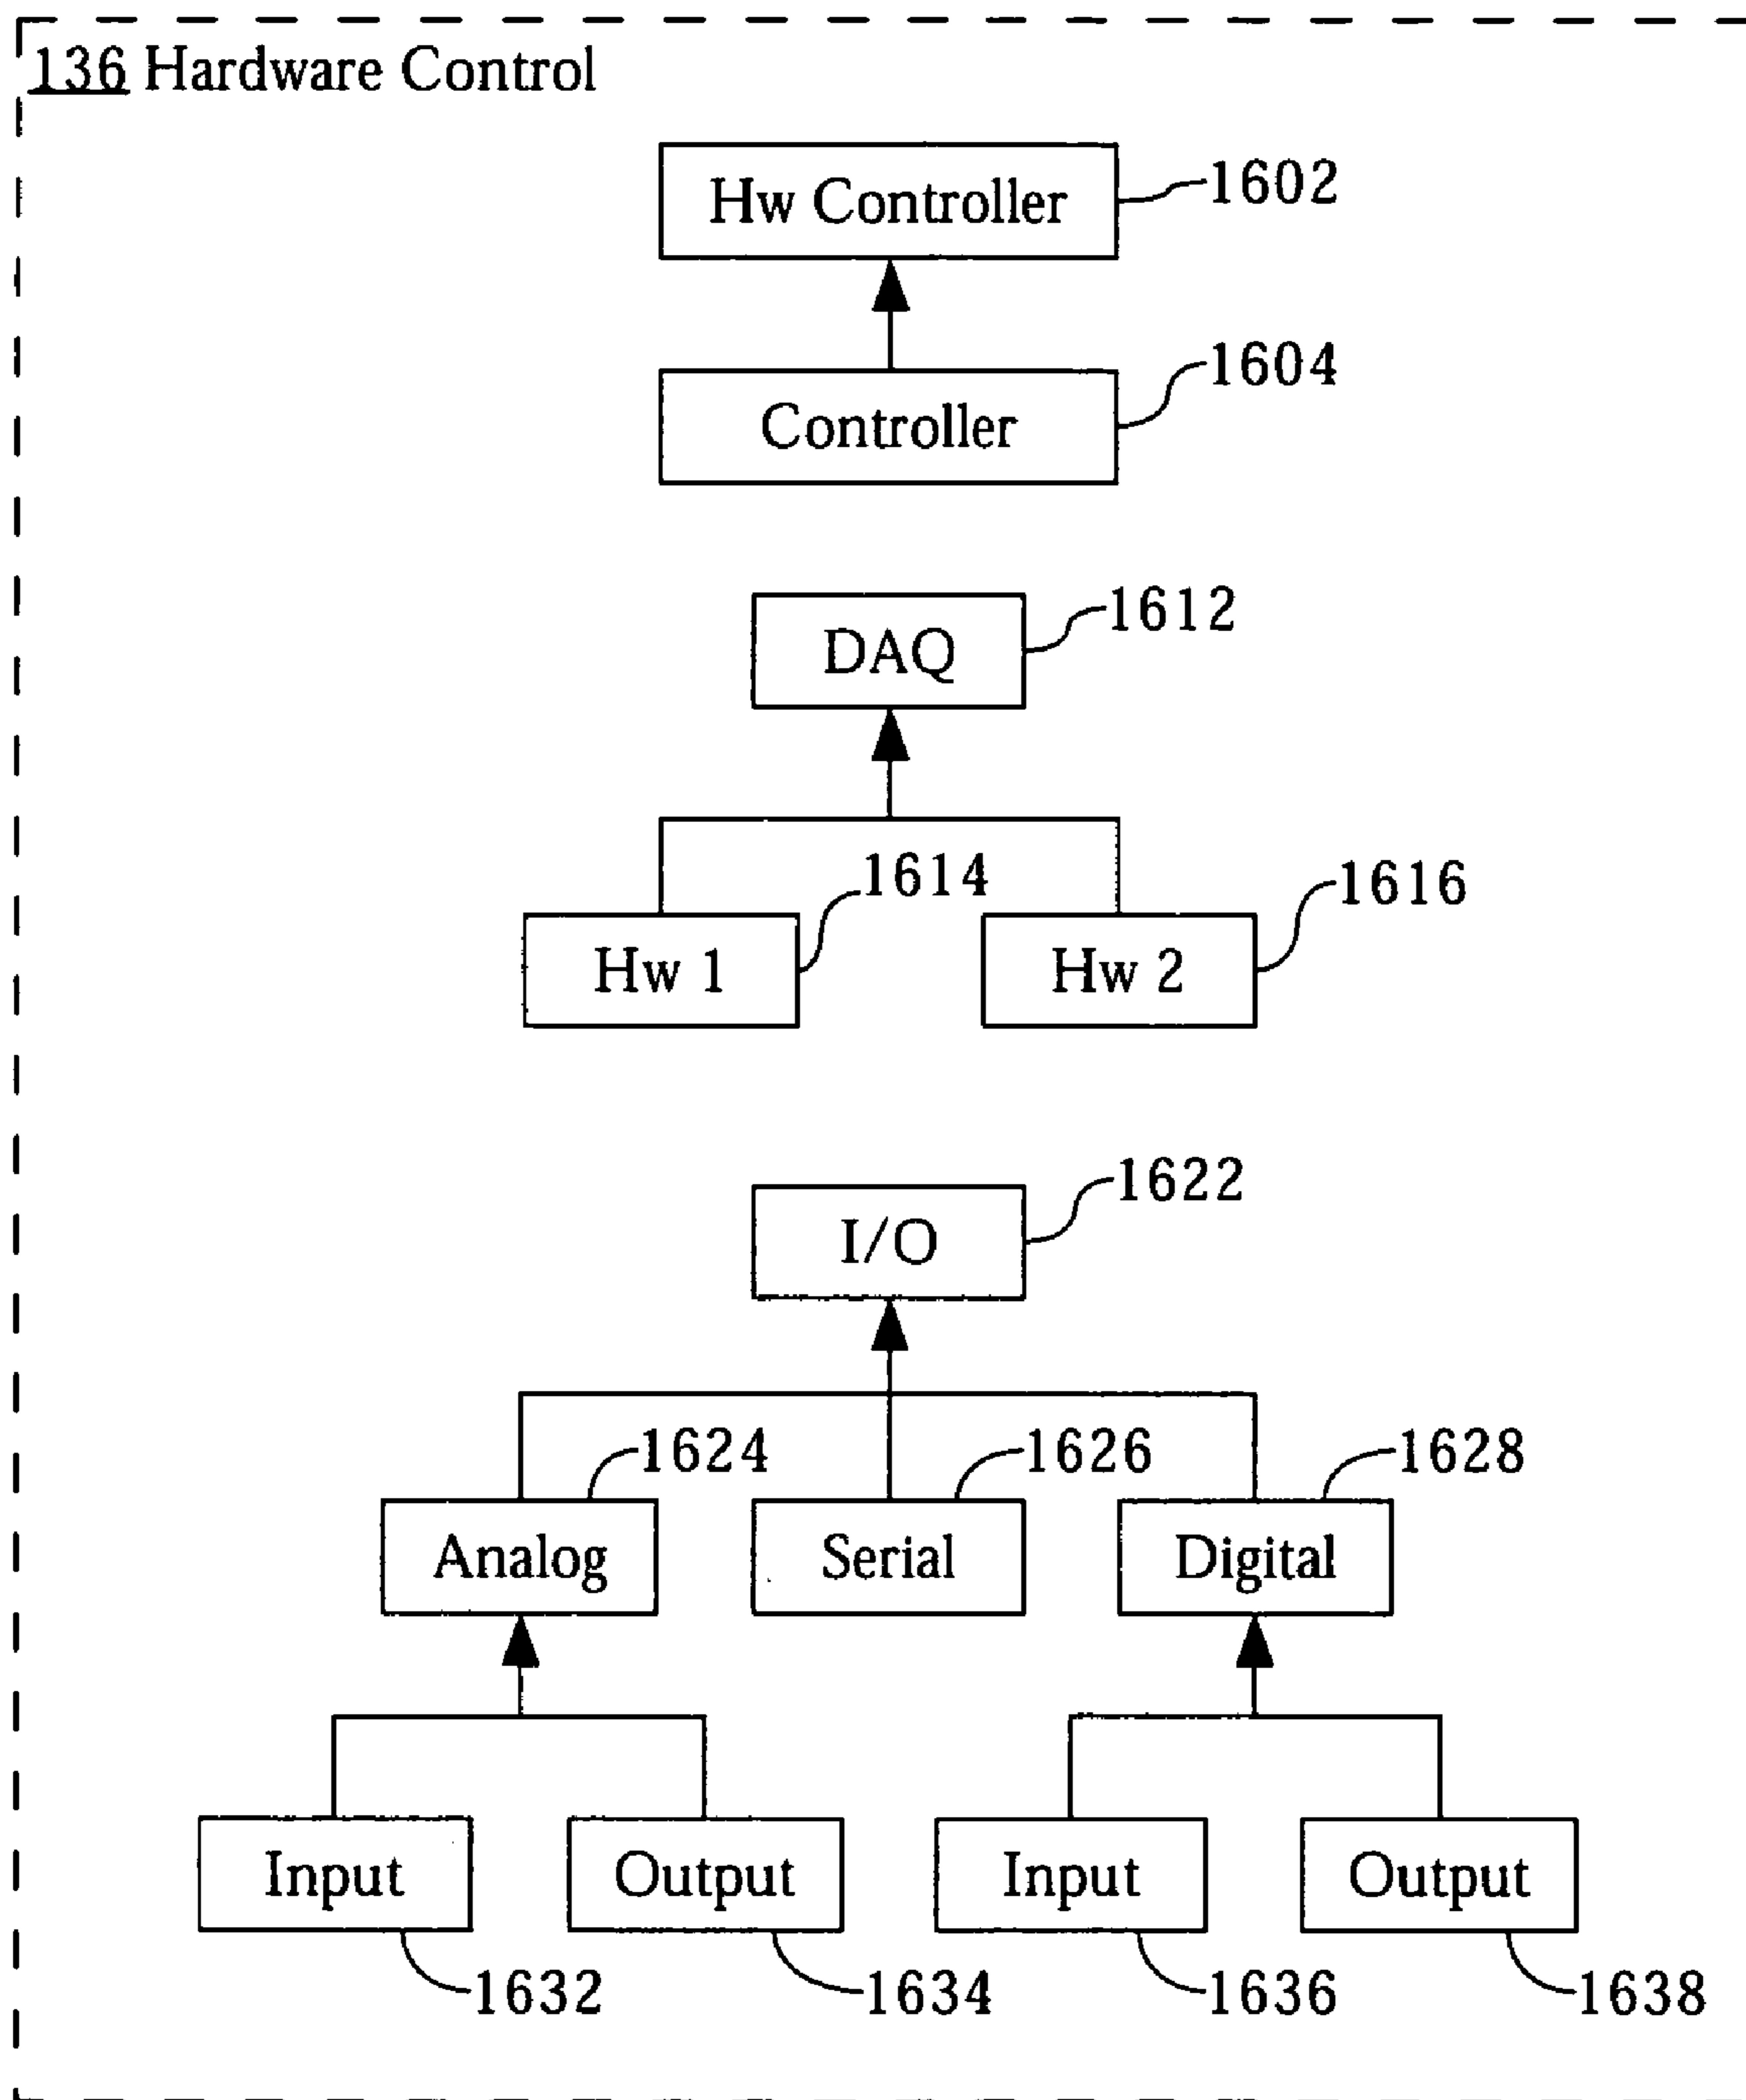 136 Hardware Control
Hw Controller
1602
Controller
1604
DAQ
1612
Hw 1
1614
Hw 2
1616
I/O
1622
Analog
1624
Serial
1626
Digital
1628
Input
Output
Input
Output
1632
1634
1636
1638